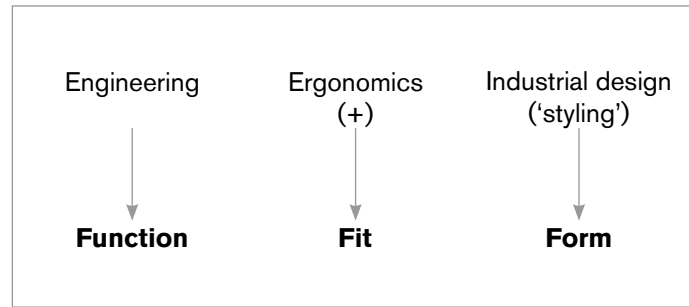 Engineering
Ergonomics
(+)
Industrial design
(‘styling’)
Function
Fit
Form